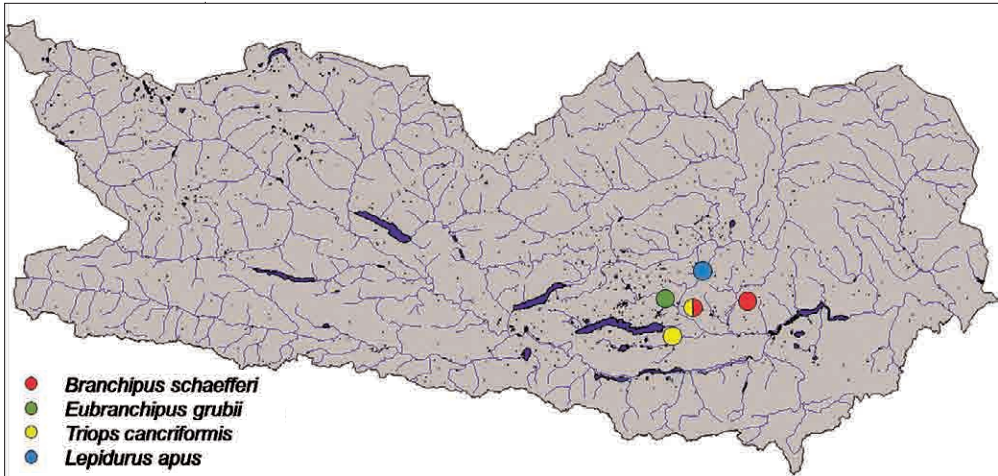 Branchipus schaefferi
Eubranchipus grubii
Triops cancriformis
Lepidurus apus